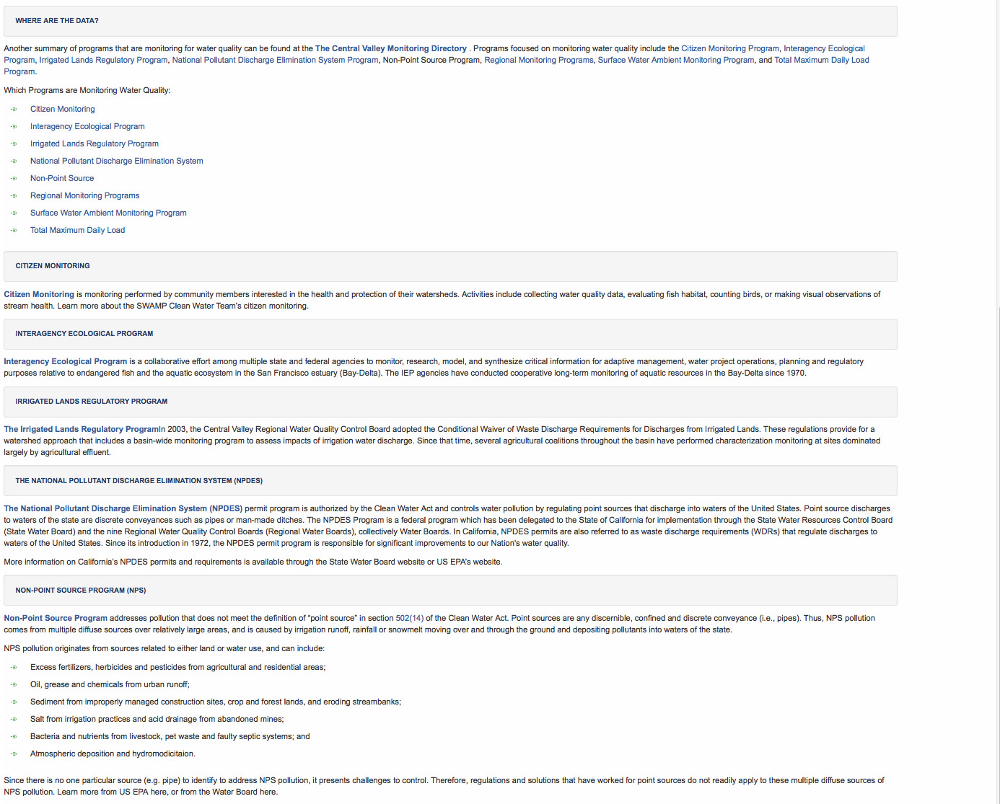 WHERE ARE THE DATA?
Another summary of programs that are monitoring for water quality can be found at the The Central Valley Monitoring Directory . Programs focused on monitoring water quality include the Citizen Monitoring Program, Interagency Ecological
Program, Irrigated Lands Regulatory Program, National Pollutant Discharge Elimination System Program, Non-Point Source Program, Regional Monitoring Programs, Surface Water Ambient Monitoring Program, and Total Maximum Daily Load
Program.
Which Programs are Monitoring Water Quality:
Citizen Monitoring
Interagency Ecological Program
Irrigated Lands Regulatory Program
National Pollutant Discharge Elimination System
Non-Point Source
Regional Monitoring Programs
Surface Water Ambient Monitoring Program
Total Maximum Daily Load
CITIZEN MONITORING
Citizen Monitoring is monitoring performed by community members interested in the health and protection of their watersheds. Activities include collecting water quality data, evaluating fish habitat, counting birds, or making visual observations of
stream health. Learn more about the SWAMP Clean Water Team's citizen monitoring.
INTERAGENCY ECOLOGICAL PROGRAM
Interagency Ecological Program is a collaborative effort among multiple state and federal agencies to monitor, research, model, and synthesize critical information for adaptive management, water project operations, planning and regulatory
purposes relative to endangered fish and the aquatic ecosystem in the San Francisco estuary (Bay-Delta). The IEP agencies have conducted cooperative long-term monitoring of aquatic resources in the Bay-Delta since 1970.
IRRIGATED LANDS REGULATORY PROGRAM
The Irrigated Lands Regulatory ProgramIn 2003, the Central Valley Regional Water Quality Control Board adopted the Conditional Waiver of Waste Discharge Requirements for Discharges from Irrigated Lands. These regulations provide for a
watershed approach that includes a basin-wide monitoring program to assess impacts of irrigation water discharge. Since that time, several agricultural coalitions throughout the basin have performed characterization monitoring at sites dominated
largely by agricultural effluent.
THE NATIONAL POLLUTANT DISCHARGE ELIMINATION SYSTEM (NPDES)
The National Pollutant Discharge Elimination System (NPDES) permit program is authorized by the Clean Water Act and controls water pollution by regulating point sources that discharge into waters of the United States. Point source discharges
to waters of the state are discrete conveyances such as pipes or man-made ditches. The NPDES Program is a federal program which has been delegated to the State of California for implementation through the State Water Resources Control Board
(State Water Board) and the nine Regional Water Quality Control Boards (Regional Water Boards), collectively Water Boards. In California, NPDES permits are also referred to as waste discharge requirements (WDRs) that regulate discharges to
waters of the United States. Since its introduction in 1972, the NPDES permit program is responsible for significant improvements to our Nation's water quality.
More information on California's NPDES permits and requirements is available through the State Water Board website or US EPA's website.
NON-POINT SOURCE PROGRAM (NPS)
Non-Point Source Program addresses pollution that does not meet the definition of "point source" in section 502(14) of the Clean Water Act. Point sources are any discernible, confined and discrete conveyance (i.e., pipes). Thus, NPS pollution
comes from multiple diffuse sources over relatively large areas, and is caused by irrigation runoff, rainfall or snowmelt moving over and through the ground and depositing pollutants into waters of the state.
NPS pollution originates from sources related to either land or water use, and can include:
Excess fertilizers, herbicides and pesticides from agricultural and residential areas;
Oil, grease and chemicals from urban runoff;
Sediment from improperly managed construction sites, crop and forest lands, and eroding streambanks;
Salt from irrigation practices and acid drainage from abandoned mines;
Bacteria and nutrients from livestock, pet waste and faulty septic systems; and
Atmospheric deposition and hydromodicitaion.
Since there is no one particular source (e.g. pipe) to identify to address NPS pollution, it presents challenges to control. Therefore, regulations and solutions that have worked for point sources do not readily apply to these multiple diffuse sources of
NPS pollution. Learn more from US EPA here, or from the Water Board here.